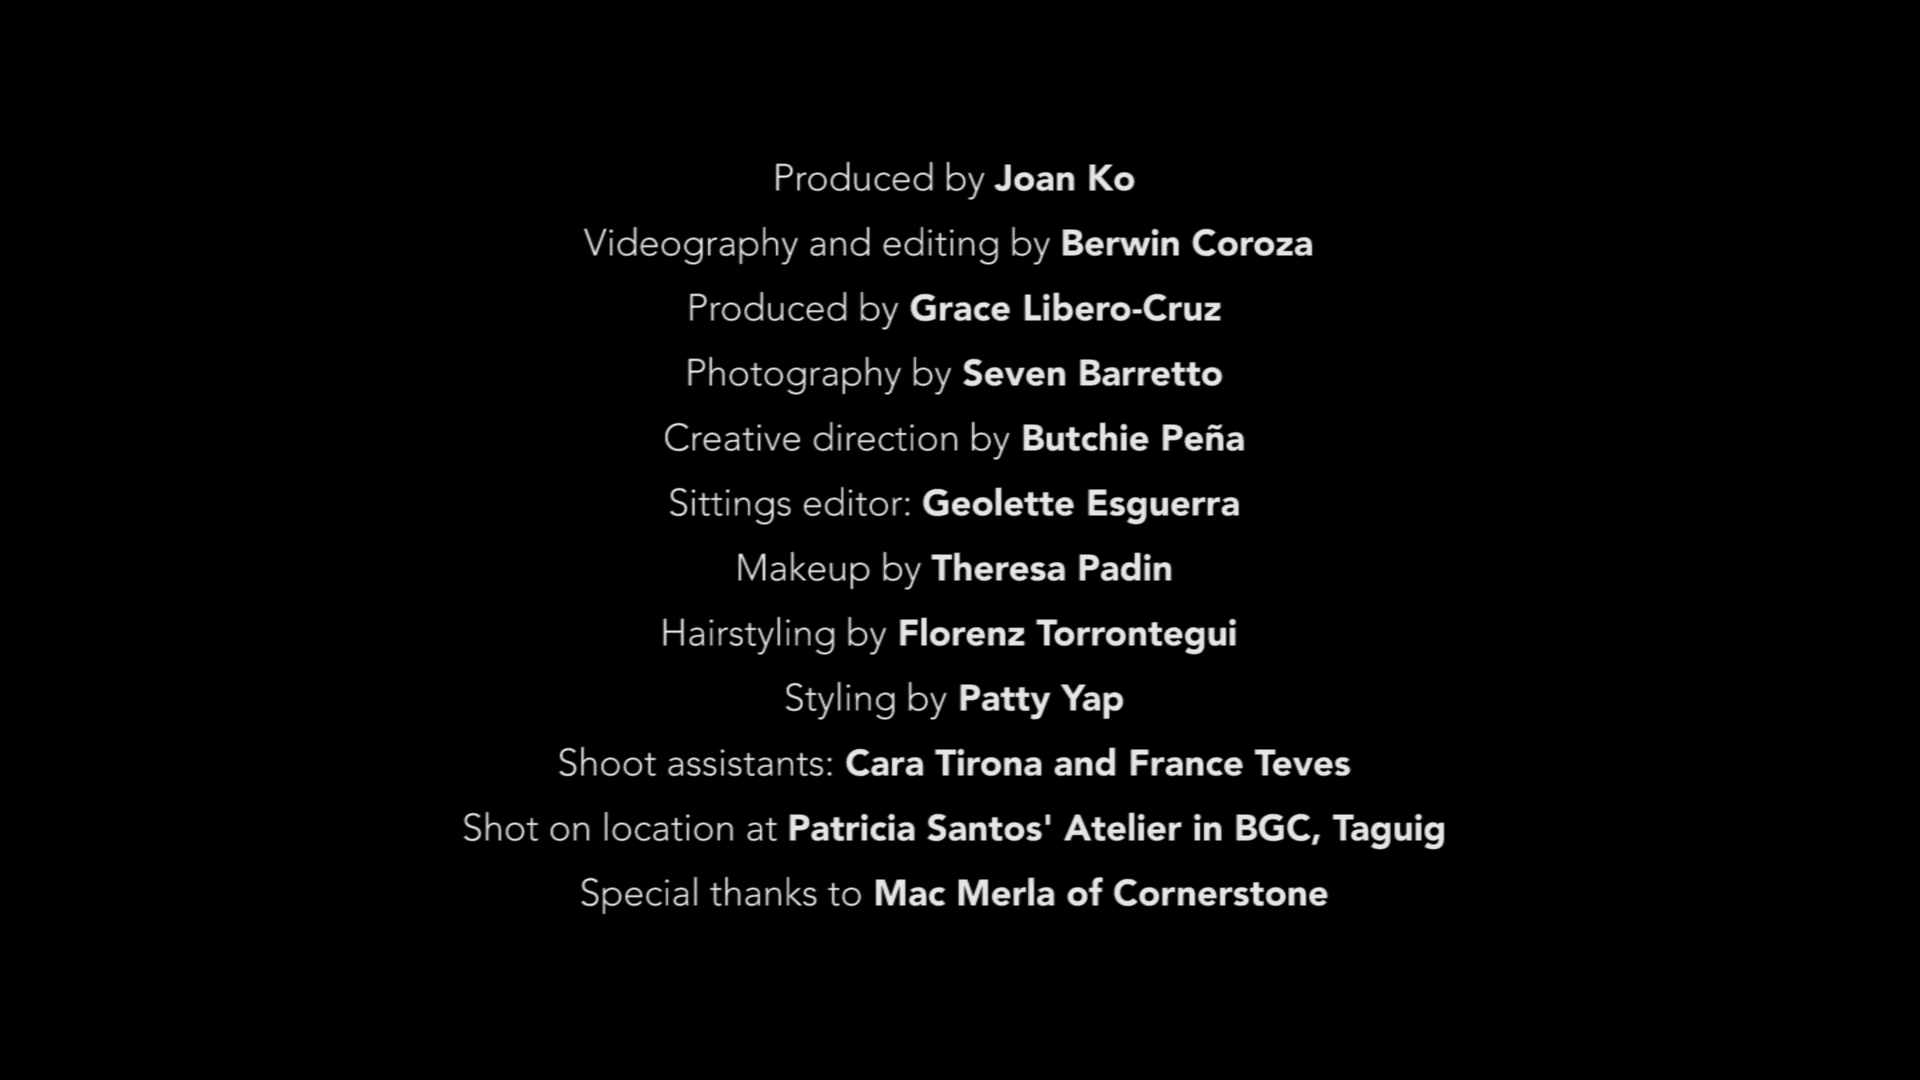 Produced by Joan Ko
Videography and editing by Berwin Coroza
Produced by Grace Libero-Cruz
Photography by Seven Barretto
Creative direction by Butchie Peña
Sittings editor: Geolette Esguerra
Makeup by Theresa Padin
Hairstyling by Florenz Torrontegui
Styling by Patty Yap
Shoot assistants: Cara Tirona and France Teves
Shot on location at Patricia Santos' Atelier in BGC, Taguig
Special thanks to Mac Merla of Cornerstone